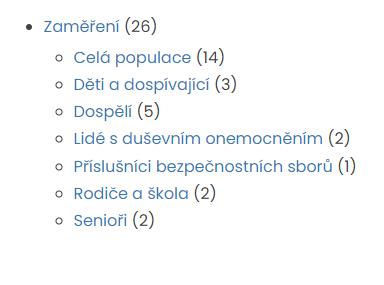 Zaměření (26)
Celá populace (14)
Děti a dospívající (3)
Dospělí (5)
Lidé s duševním onemocněním (2)
Příslušníci bezpečnostních sborů (1)
Rodiče a škola (2)
Senioři (2)